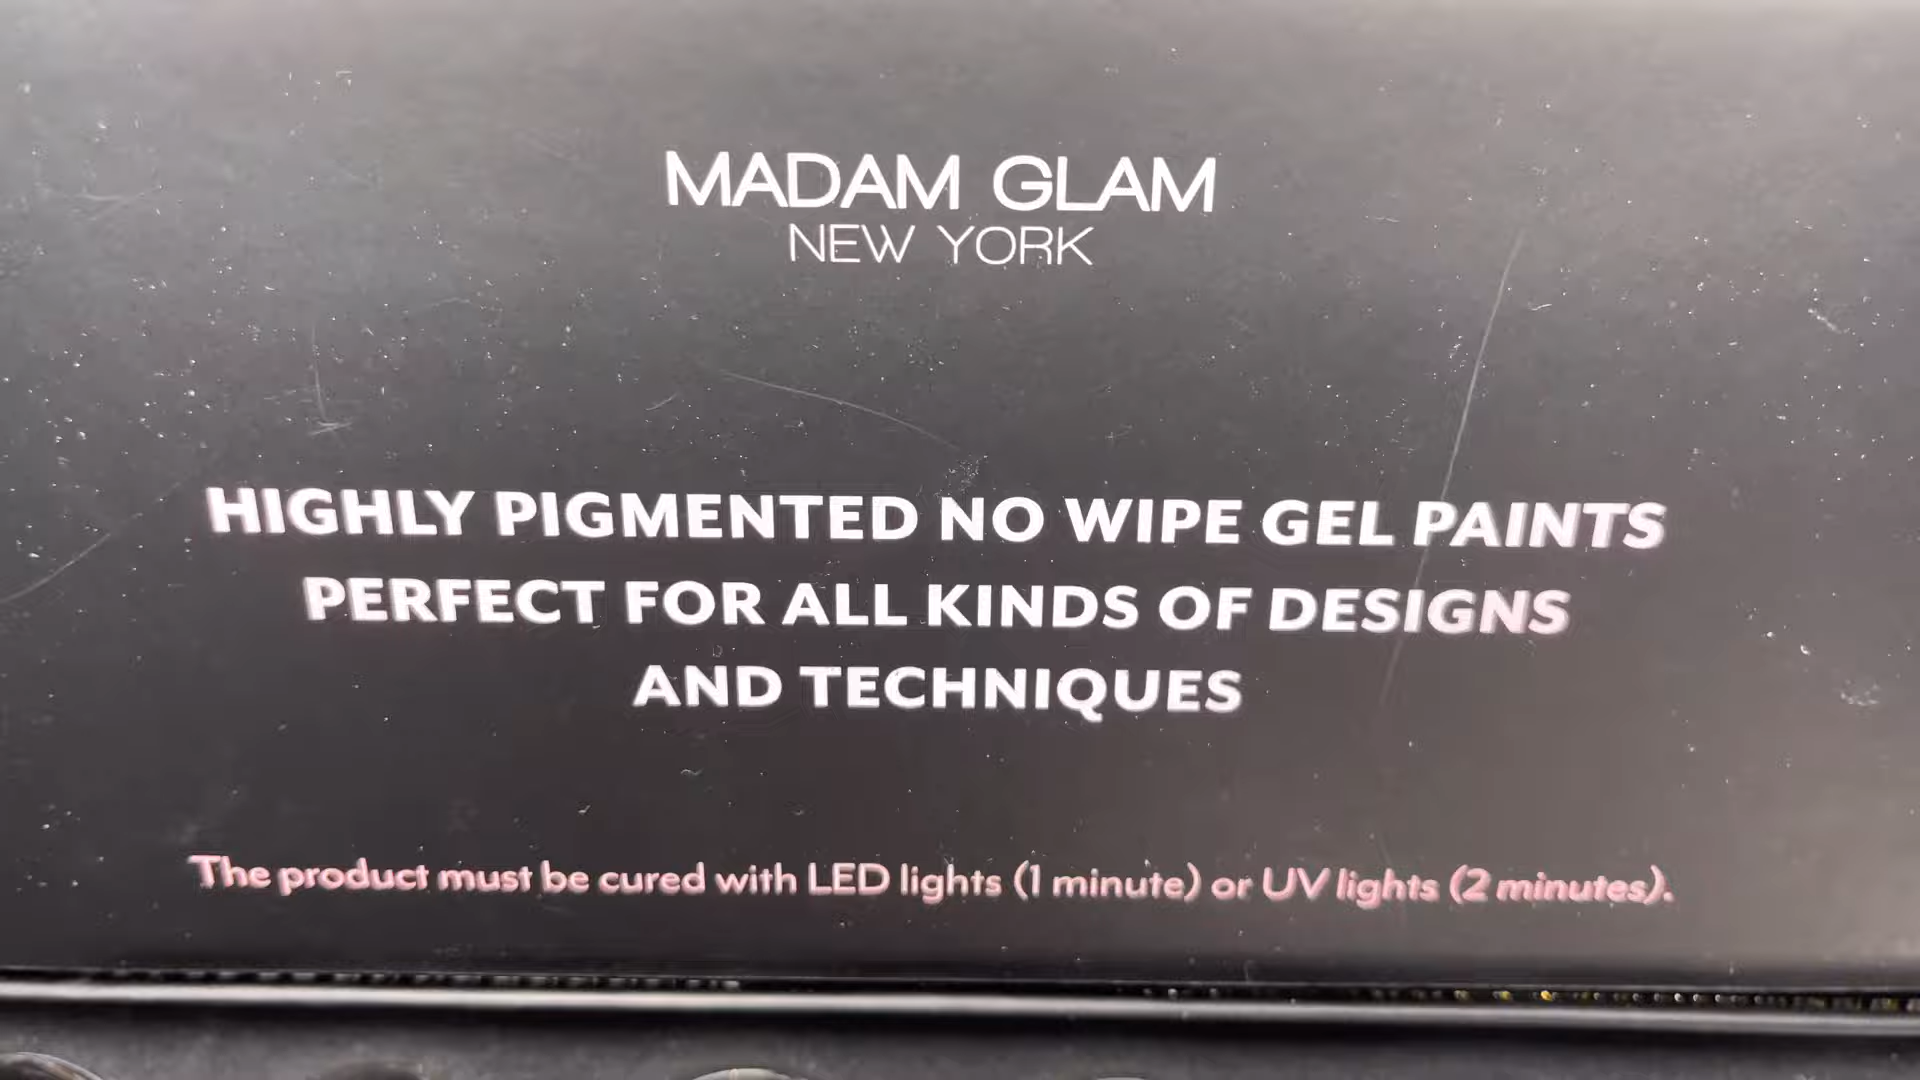 MADAM GLAM
NEW YORK
HIGHLY PIGMENTED NO WIPE GEL PAINTS
PERFECT FOR ALL KINDS OF DESIGNS
AND TECHNIQUES
The product must be cured with LED lights (1 minute) or UV lights (2 minutes).